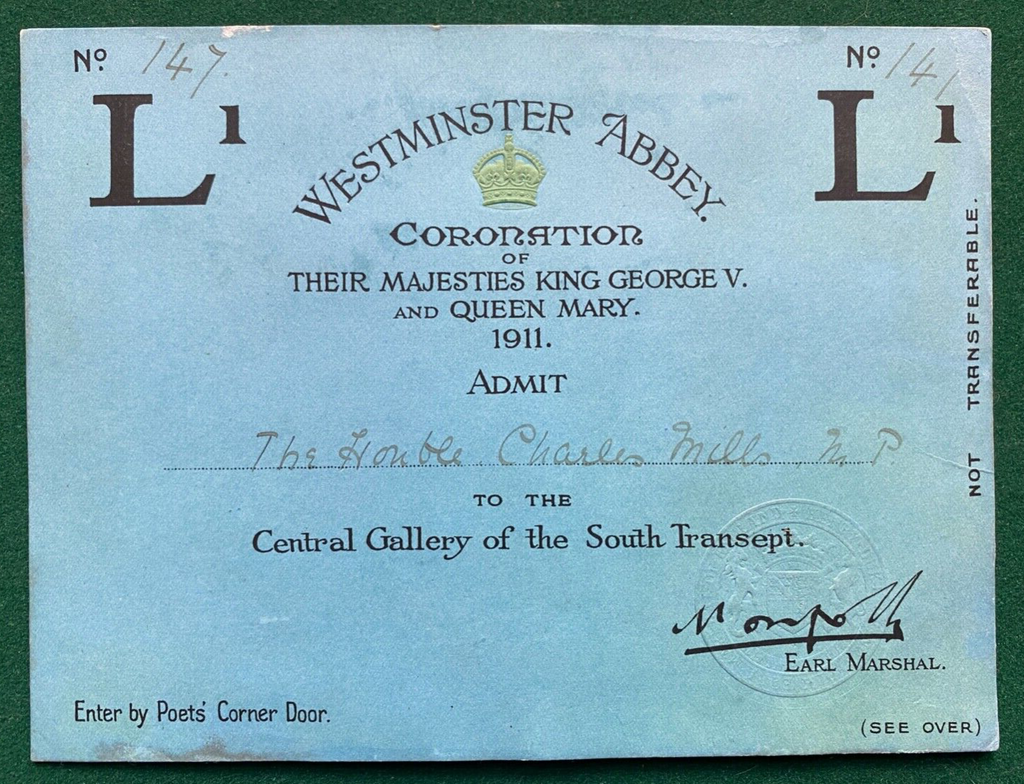 Nº 147.
L1
Nº 141
L1
WESTMINSTER ABBEY.
CORONATION
OF
THEIR MAJESTIES KING GEORGE V.
AND QUEEN MARY.
1911.
ADMIT
The Honble Charles Mills, M.P.
TO THE
Central Gallery of the South Transept.
Norfolk
EARL MARSHAL.
Enter by Poets' Corner Door.
(SEE OVER)
NOT TRANSFERABLE.